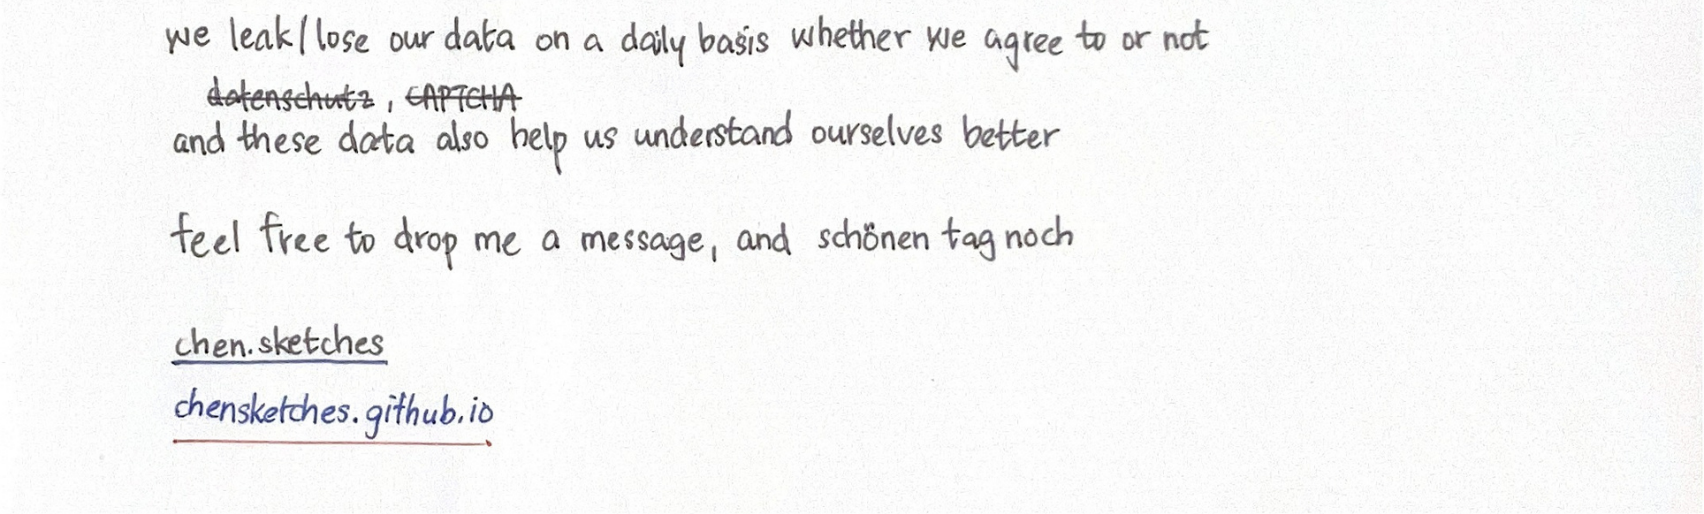 we leak/lose our data on a daily basis whether we agree to or not
datenschutz, CAPTCHA
and these data also help us understand ourselves better
feel free to drop me a message, and schönen tag noch
chen.sketches
chensketches.github.io